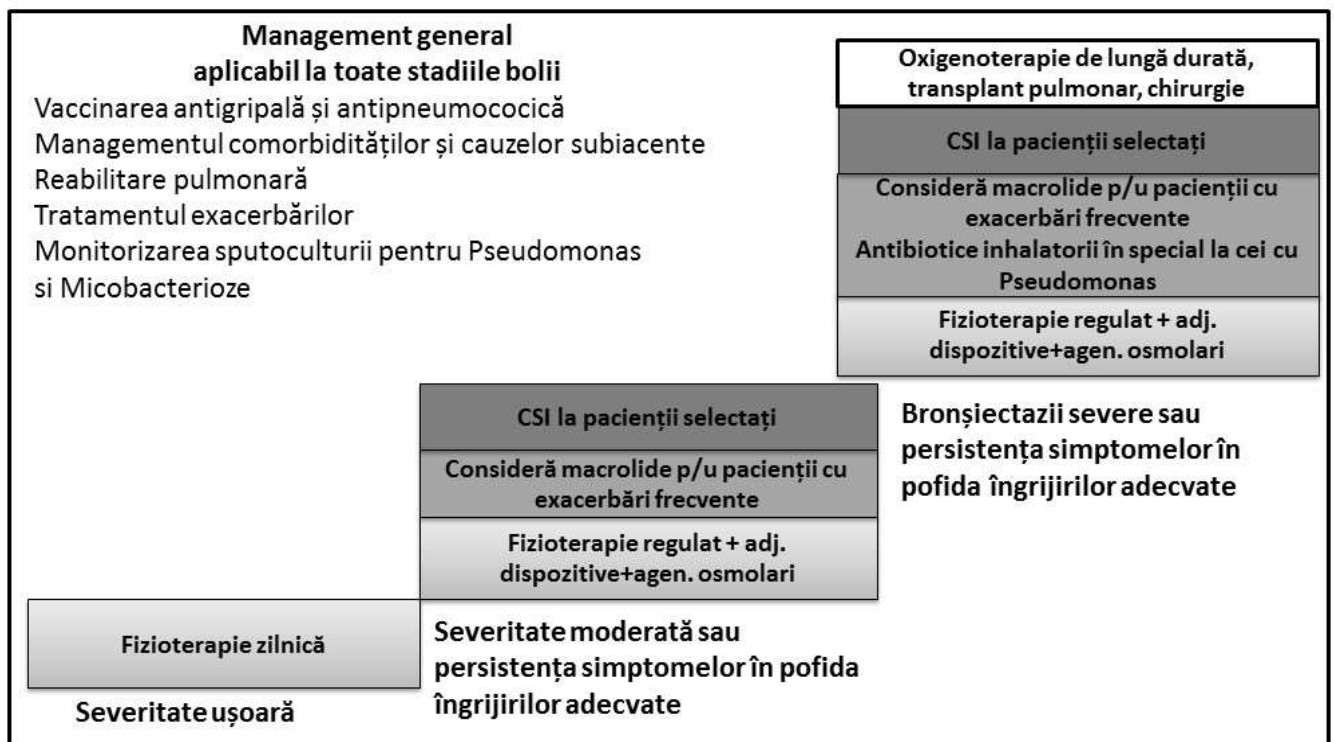 Management general
aplicabil la toate stadiile bolii
Vaccinarea antigripală și antipneumococică
Managementul comorbidităților și cauzelor subiacente
Reabilitare pulmonară
Tratamentul exacerbărilor
Monitorizarea sputoculturii pentru Pseudomonas
si Micobacterioze
Oxigenoterapie de lungă durată,
transplant pulmonar, chirurgie
CSI la pacienții selectați
Consideră macrolide p/u pacienții cu
exacerbări frecvente
Antibiotice inhalatorii în special la cei cu
Pseudomonas
Fizioterapie regulat + adj.
dispozitive+agen. osmolari
Bronșiectazii severe sau
persistența simptomelor în
pofida îngrijirilor adecvate
CSI la pacienții selectați
Consideră macrolide p/u pacienții cu
exacerbări frecvente
Fizioterapie regulat + adj.
dispozitive+agen. osmolari
Severitate moderată sau
persistența simptomelor în pofida
îngrijirilor adecvate
Fizioterapie zilnică
Severitate ușoară